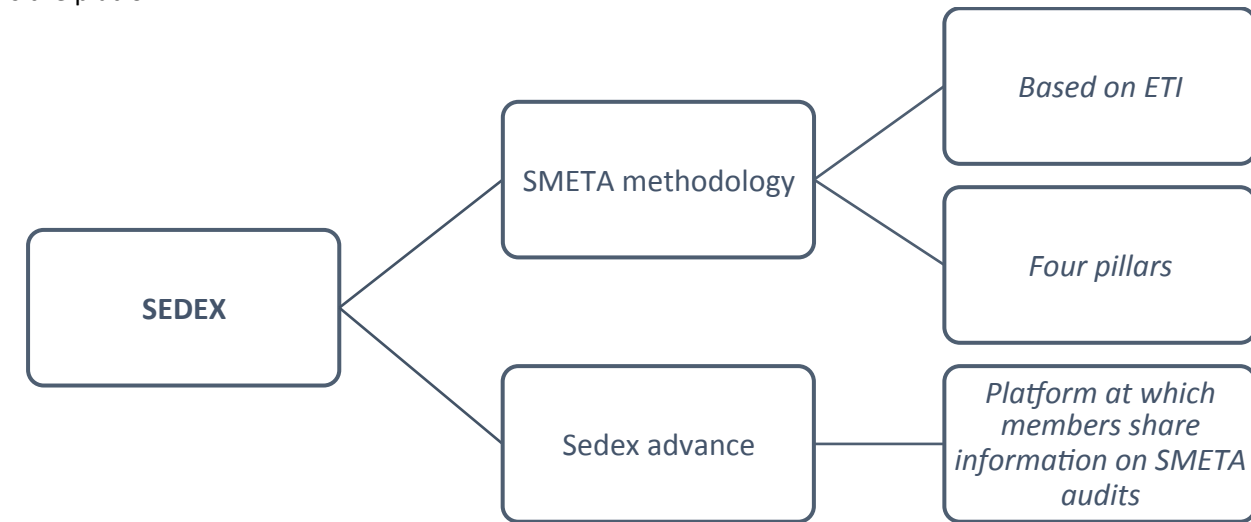 Based on ETI
SMETA methodology
Four pillars
SEDEX
Sedex advance
Platform at which
members share
information on SMETA
audits